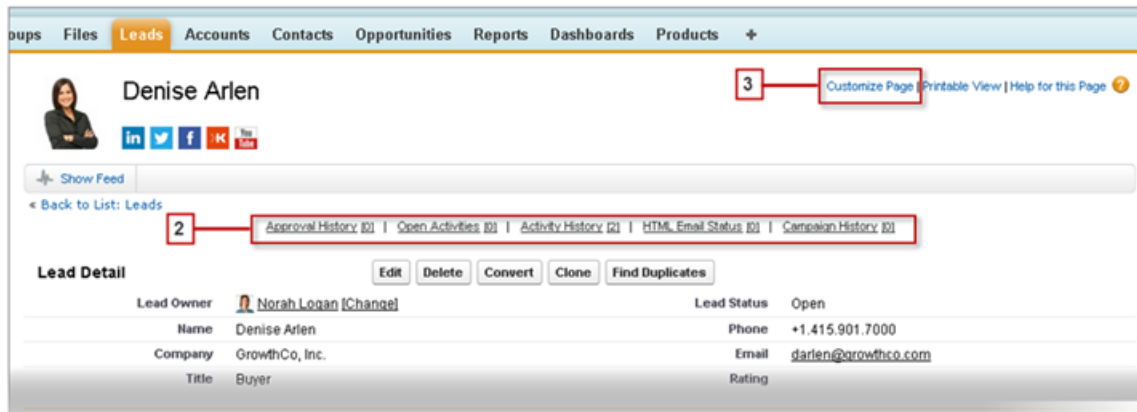 oups Files Leads Accounts Contacts Opportunities Reports Dashboards Products +
Denise Arlen
3
Customize Page | Printable View | Help for this Page ?
in f You Tube
Show Feed
« Back to List: Leads
2
Approval History [0] | Open Activities [0] | Activity History [2] | HTML Email Status [0] | Campaign History [0]
Lead Detail Edit Delete Convert Clone Find Duplicates
Lead Owner Norah Logan [Change] Lead Status Open
Name Denise Arlen Phone +1.415.901.7000
Company GrowthCo, Inc. Email darlen@growthco.com
Title Buyer Rating